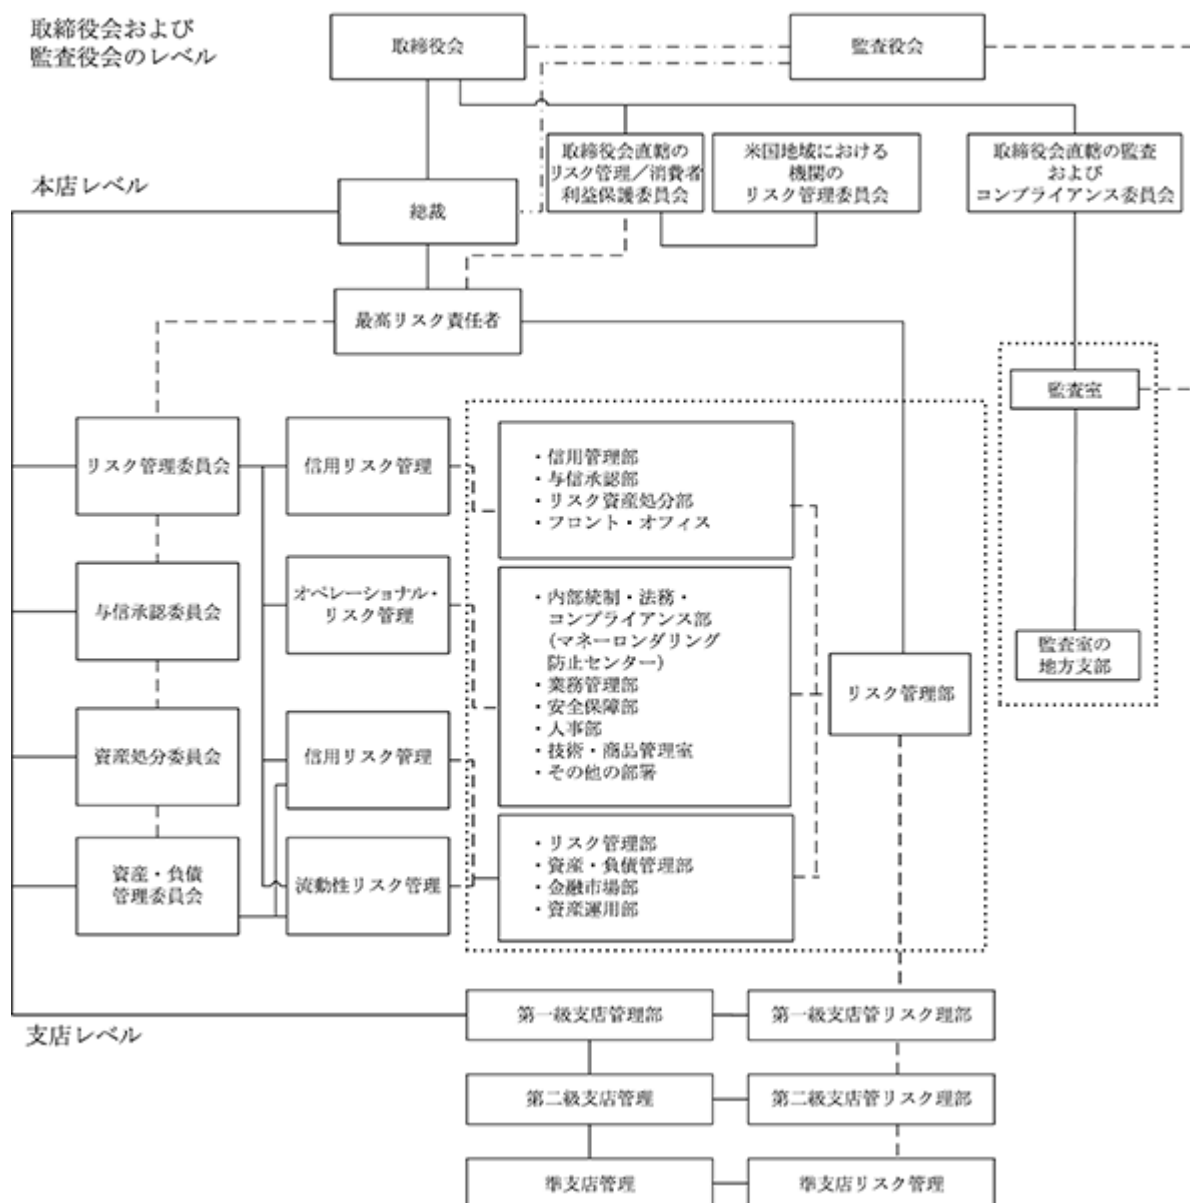 取締役会および
監査役会のレベル
取締役会
監査役会
取締役会直轄の
リスク管理／消費者
利益保護委員会
米国地域における
機関の
リスク管理委員会
取締役会直轄の監査
および
コンプライアンス委員会
本店レベル
総裁
最高リスク責任者
監査室
リスク管理委員会
信用リスク管理
・信用管理部
・与信承認部
・リスク資産処分部
・フロント・オフィス
与信承認委員会
オペレーショナル・
リスク管理
・内部統制・法務・
コンプライアンス部
(マネーロンダリング
防止センター)
・業務管理部
・安全保障部
・人事部
・技術・商品管理室
・その他の部署
リスク管理部
監査室の
地方支部
資産処分委員会
信用リスク管理
資産・負債
管理委員会
流動性リスク管理
・リスク管理部
・資産・負債管理部
・金融市場部
・資産運用部
支店レベル
第一級支店管理部
第一級支店管リスク理部
第二級支店管理
第二級支店管リスク理部
準支店管理
準支店リスク管理